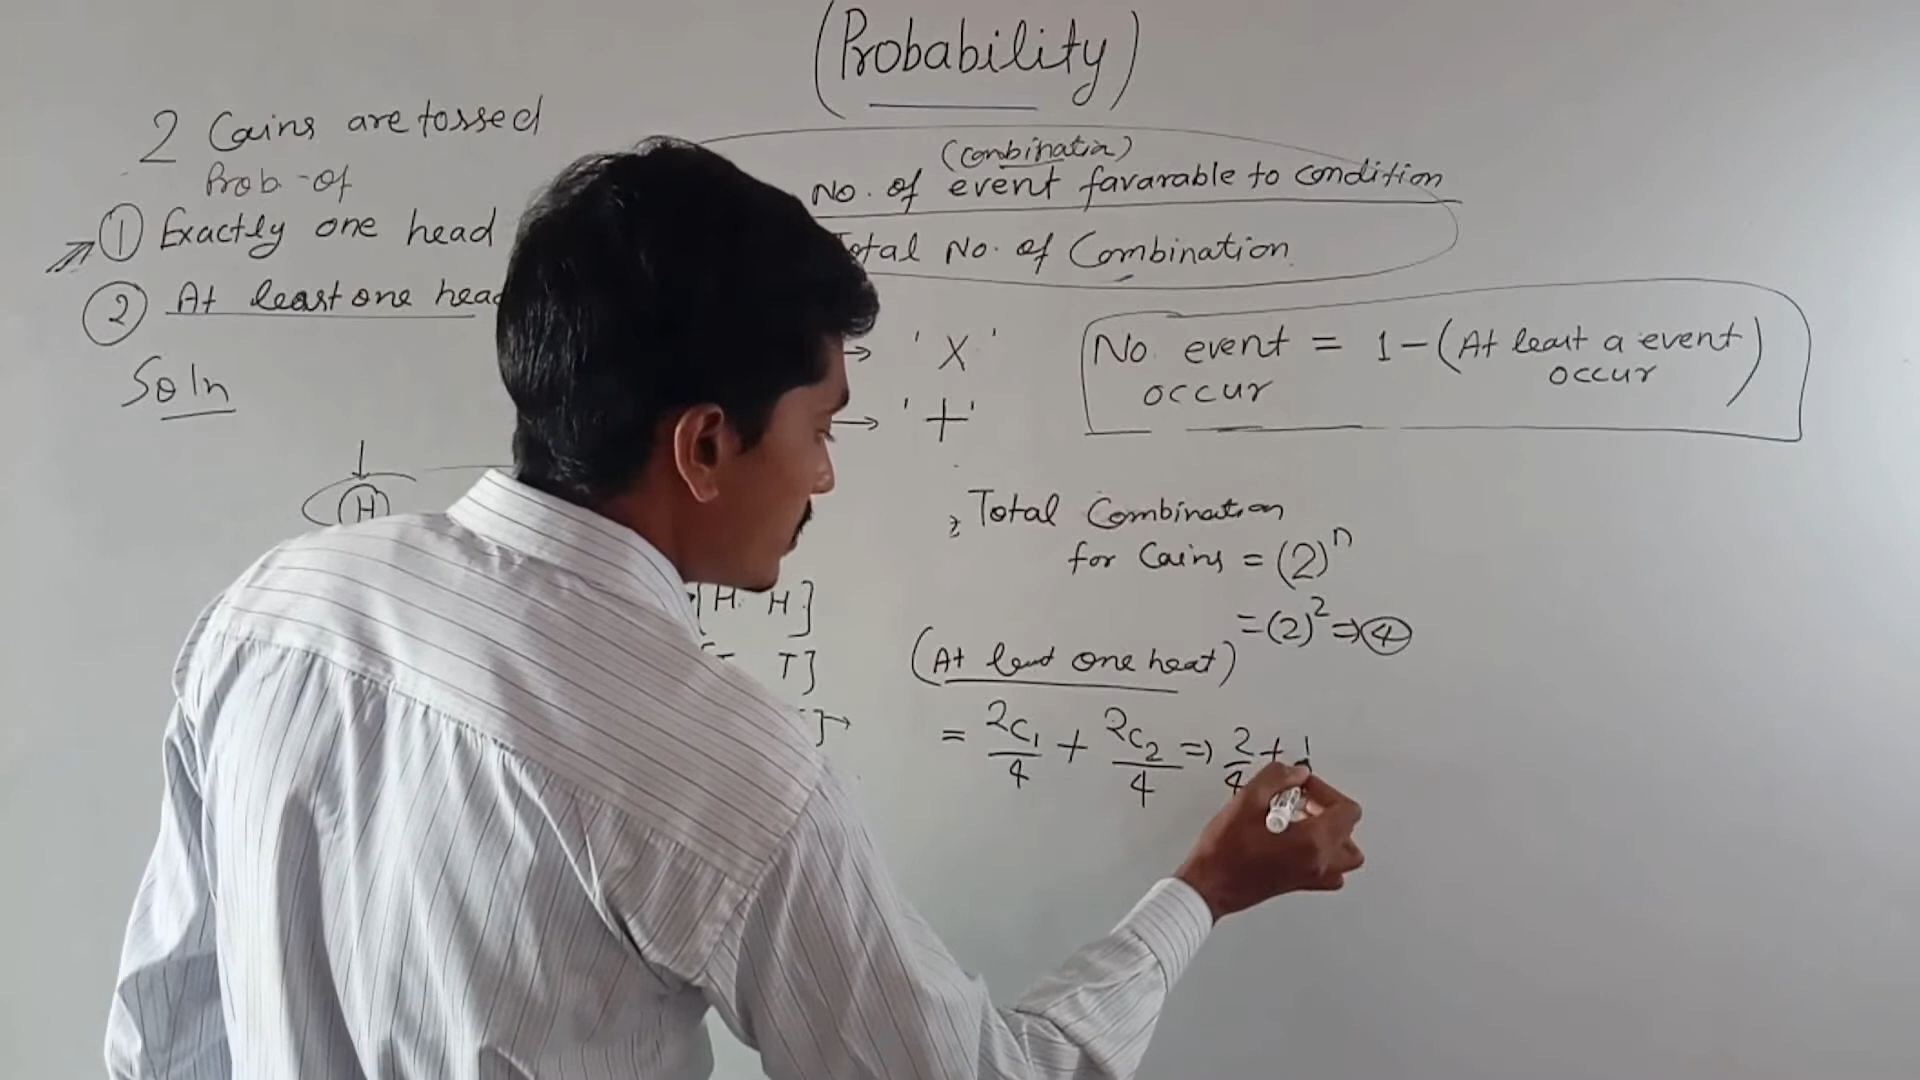 (Probability)
2 Coins are tossed
Prob. of
① Exactly one head
② At least one head
Soln
(Combination)
No. of event favarable to condition
Total No. of Combination
→ 'X'
→ '+'
No. event = 1 - (At least a event)
occur occur
H
[H H]
T]
]→
Total Combination
for Coins = (2)^n
= (2)^2 ⇒ ④
(At least one heat)
= 2C1/4 + 2C2/4 ⇒ 2/4 + 1